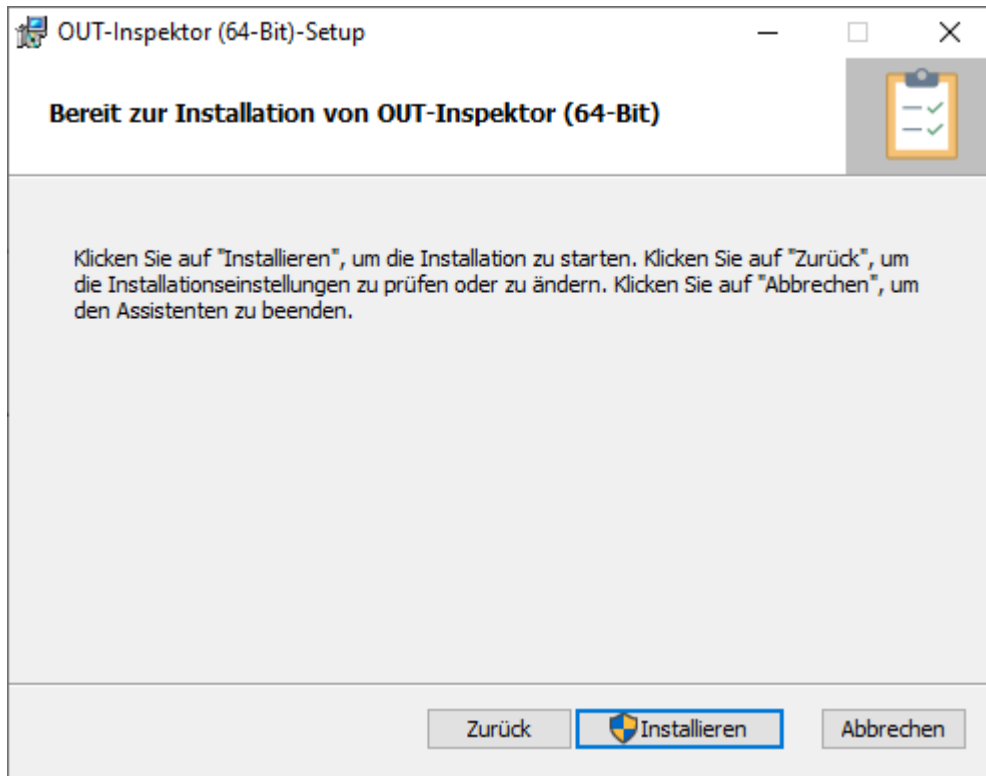 OUT-Inspektor (64-Bit)-Setup
Bereit zur Installation von OUT-Inspektor (64-Bit)
Klicken Sie auf "Installieren", um die Installation zu starten. Klicken Sie auf "Zurück", um
die Installationseinstellungen zu prüfen oder zu ändern. Klicken Sie auf "Abbrechen", um
den Assistenten zu beenden.
Zurück
Installieren
Abbrechen